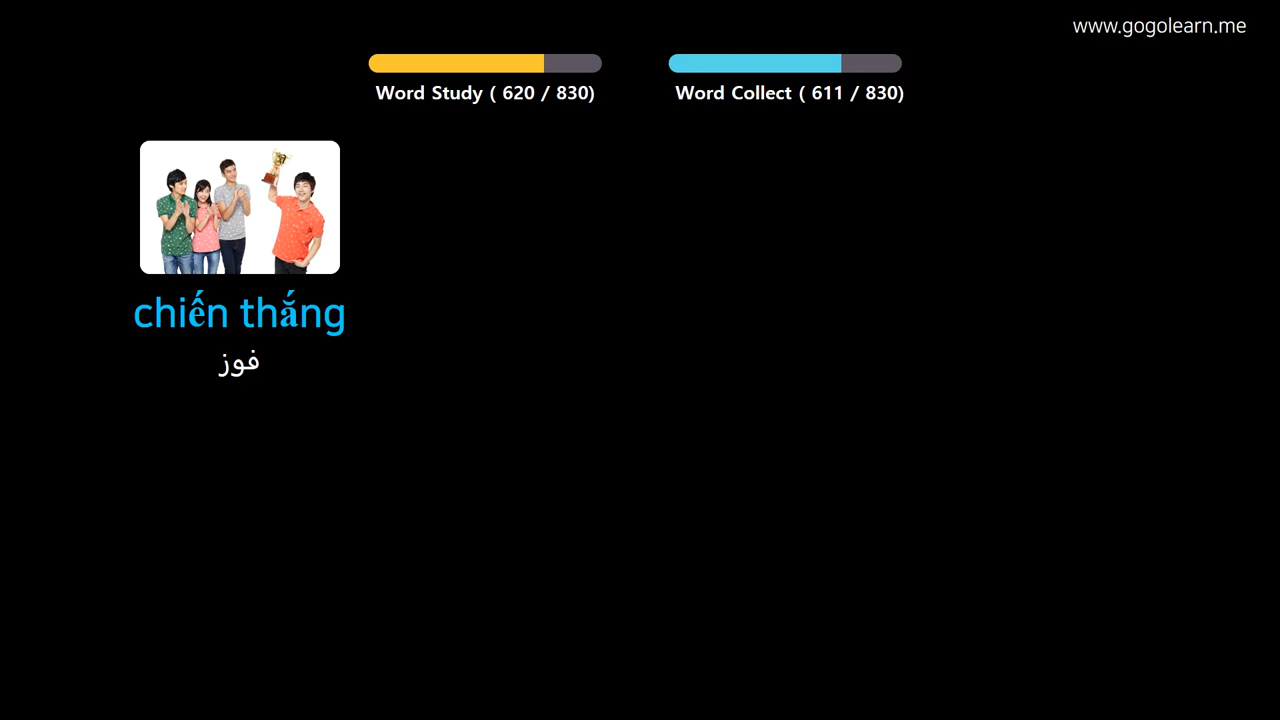 www.gogolearn.me
Word Study ( 620 / 830)
Word Collect ( 611 / 830)
chiến thắng
فوز